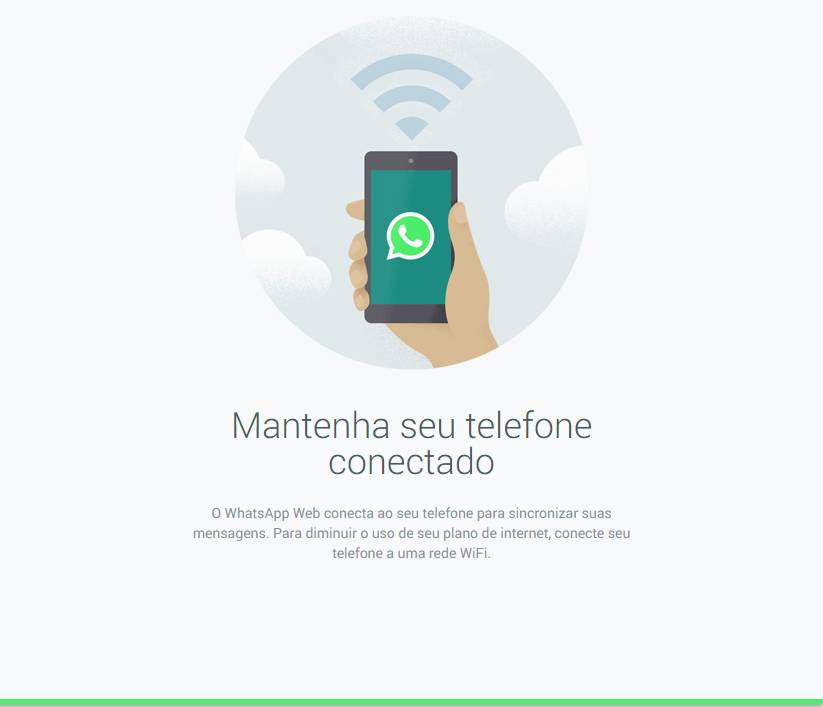 Mantenha seu telefone
conectado
O WhatsApp Web conecta ao seu telefone para sincronizar suas
mensagens. Para diminuir o uso de seu plano de internet, conecte seu
telefone a uma rede WiFi.